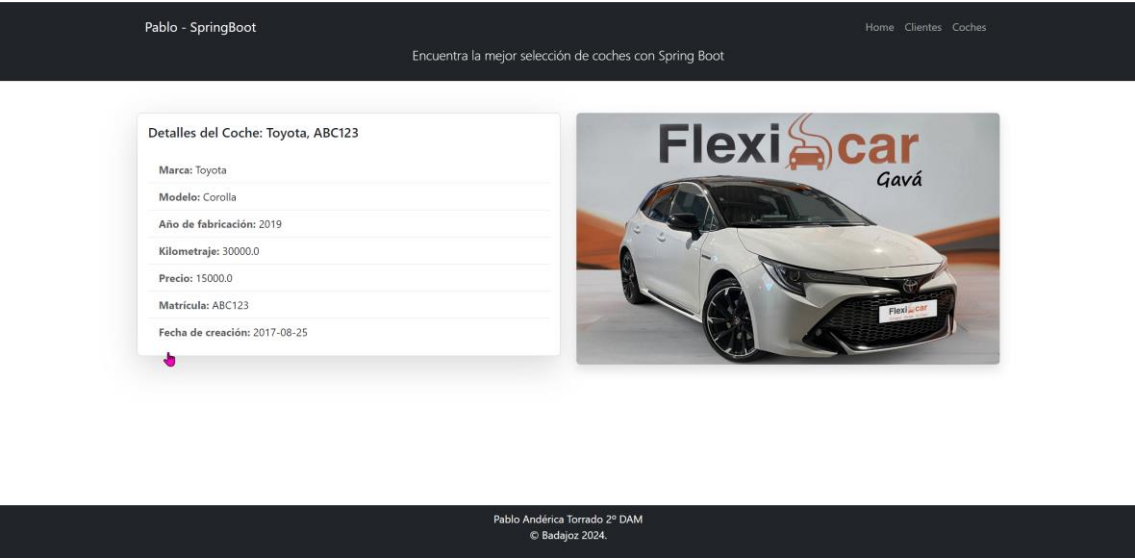 Pablo - SpringBoot
Home Clientes Coches
Encuentra la mejor selección de coches con Spring Boot
Detalles del Coche: Toyota, ABC123
Marca: Toyota
Modelo: Corolla
Año de fabricación: 2019
Kilometraje: 30000.0
Precio: 15000.0
Matrícula: ABC123
Fecha de creación: 2017-08-25
Flexicar
Gavá
Flexicar
Pablo Andérica Torrado 2º DAM
© Badajoz 2024.